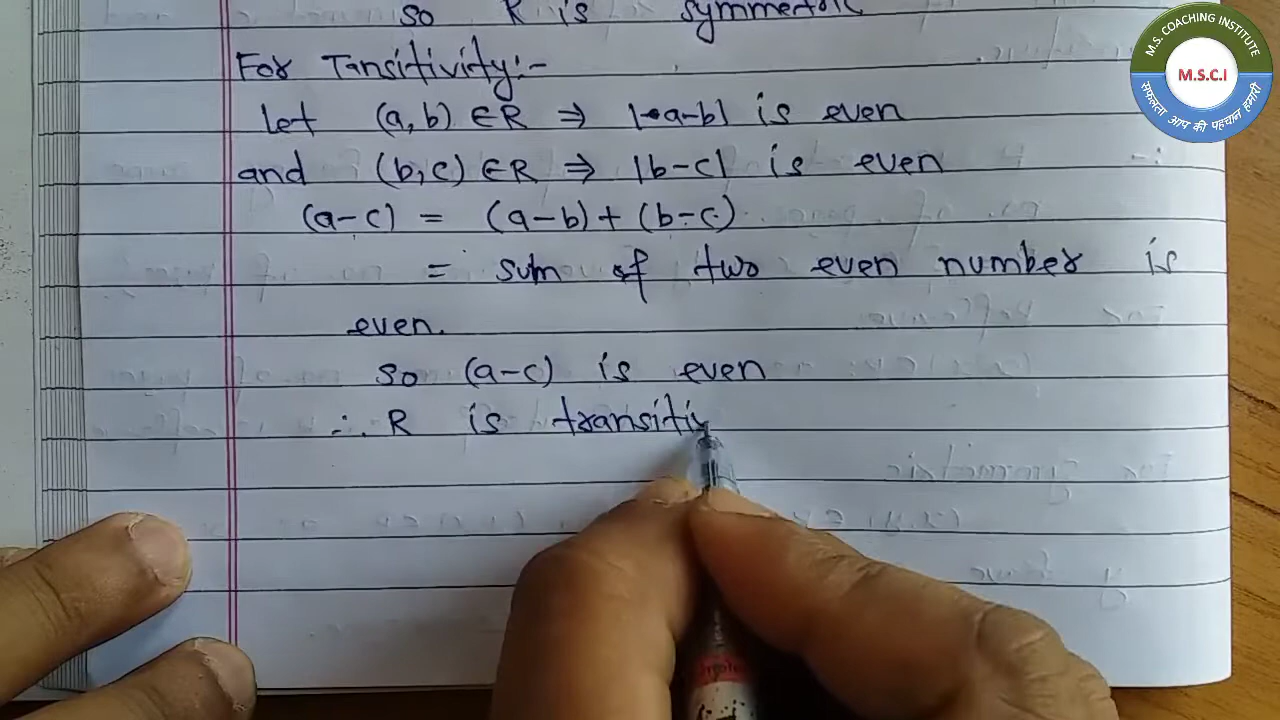 so R is symmetric
For Tansitivity:-
let (a, b) ∈R ⇒ |a-b| is even
and (b, c) ∈R ⇒ |b-c| is even
(a-c) = (a-b) + (b-c)
= sum of two even number is
even.
so (a-c) is even
∴ R is transitiv
M.S. COACHING INSTITUTE
M.S.C.I
सफलता आप की पहचान हमारी